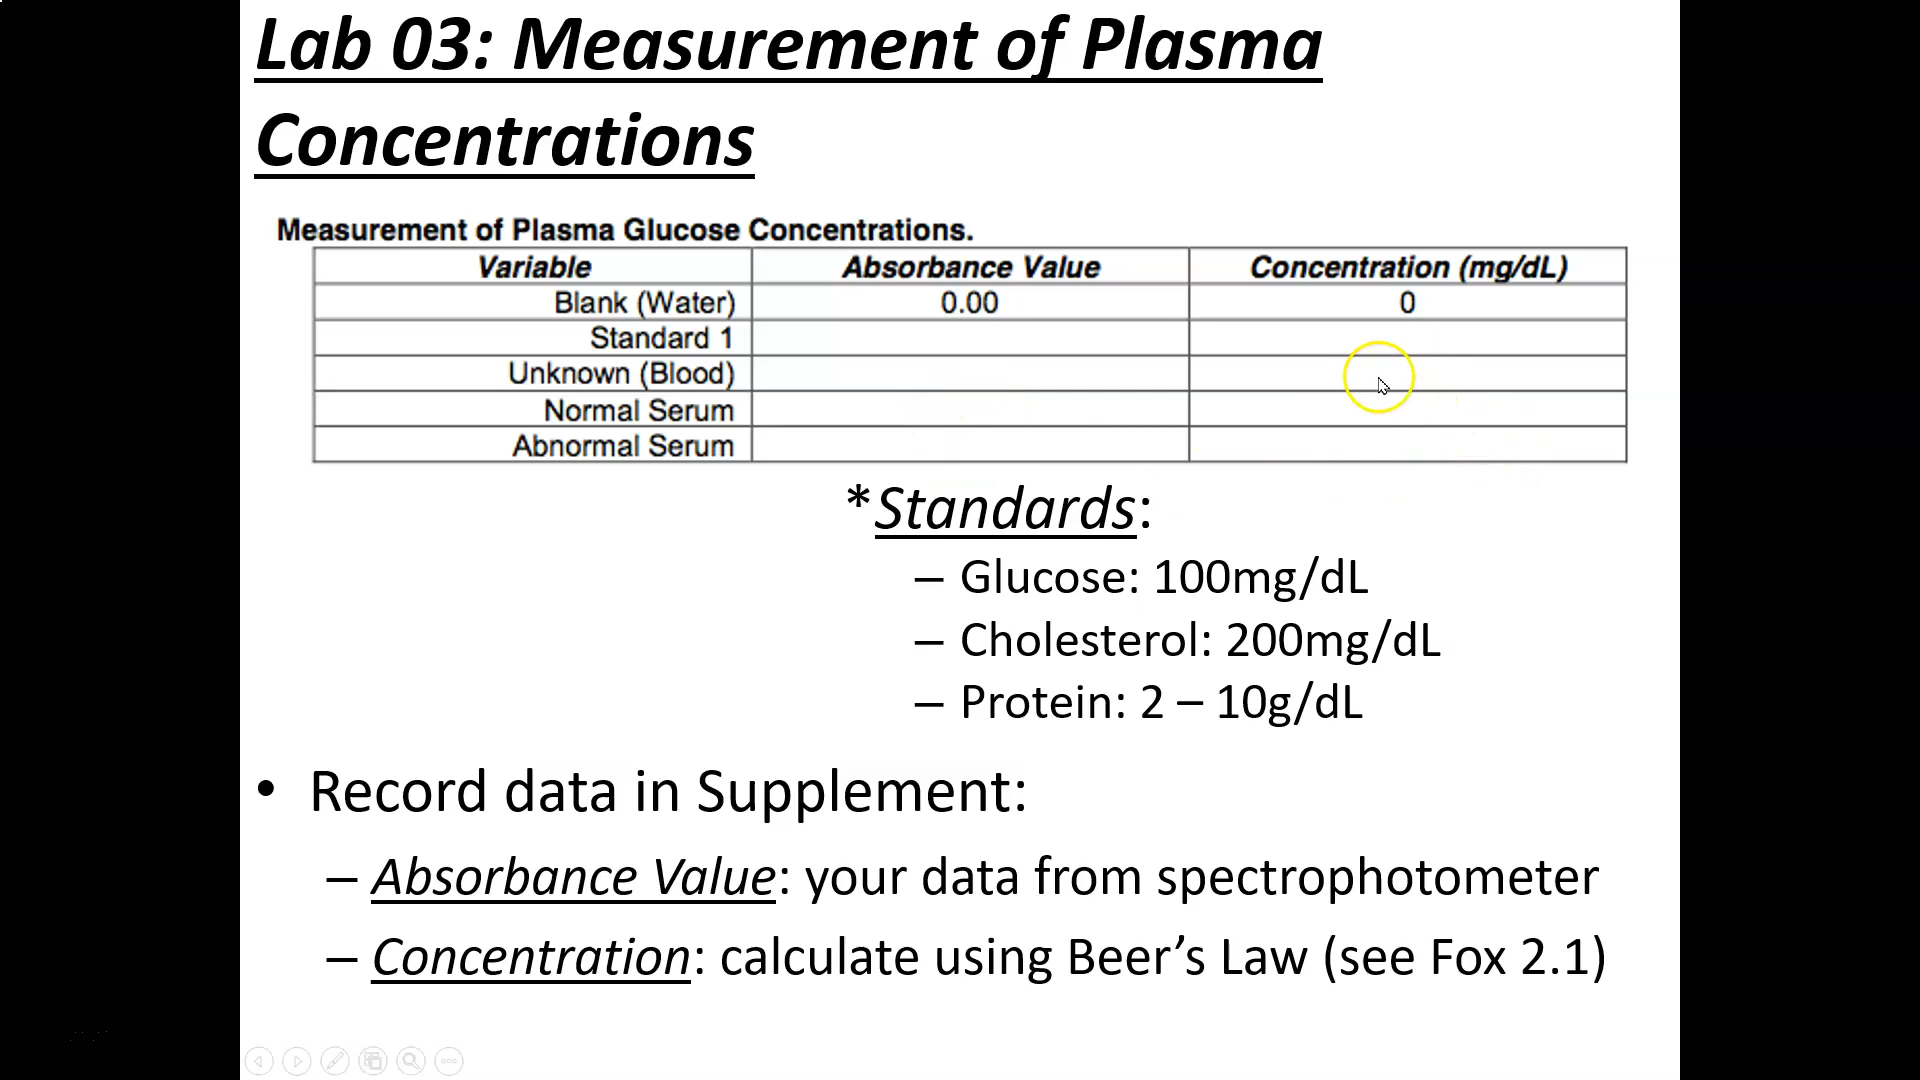 Lab 03: Measurement of Plasma
Concentrations
Measurement of Plasma Glucose Concentrations.
Variable Absorbance Value Concentration (mg/dL)
Blank (Water) 0.00 0
Standard 1
Unknown (Blood)
Normal Serum
Abnormal Serum
*Standards:
– Glucose: 100mg/dL
– Cholesterol: 200mg/dL
– Protein: 2 – 10g/dL
• Record data in Supplement:
– Absorbance Value: your data from spectrophotometer
– Concentration: calculate using Beer’s Law (see Fox 2.1)